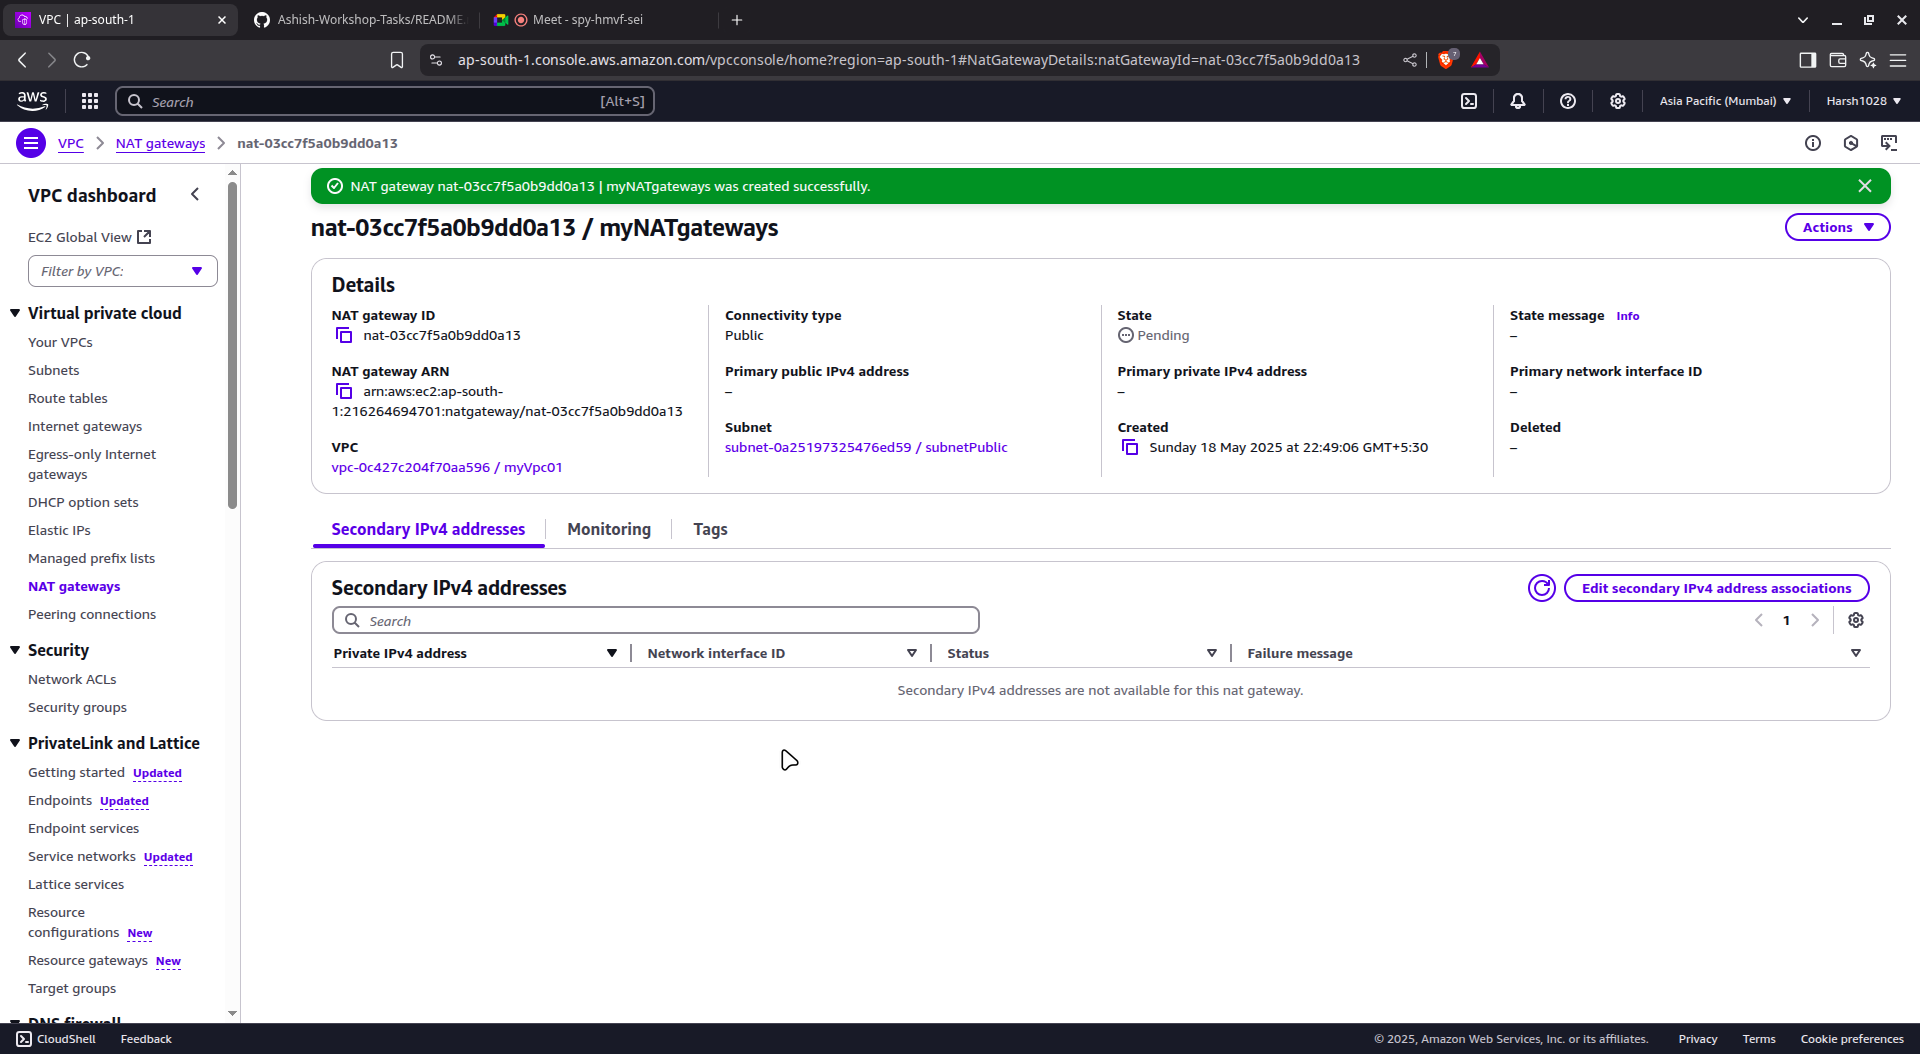 VPC | ap-south-1
Ashish-Workshop-Tasks/README.
Meet - spy-hmvf-sei
ap-south-1.console.aws.amazon.com/vpcconsole/home?region=ap-south-1#NatGatewayDetails:natGatewayId=nat-03cc7f5a0b9dd0a13
7
aws
Search
[Alt+S]
Asia Pacific (Mumbai)
Harsh1028
VPC
NAT gateways
nat-03cc7f5a0b9dd0a13
VPC dashboard
EC2 Global View
Filter by VPC:
Virtual private cloud
Your VPCs
Subnets
Route tables
Internet gateways
Egress-only Internet
gateways
DHCP option sets
Elastic IPs
Managed prefix lists
NAT gateways
Peering connections
Security
Network ACLs
Security groups
PrivateLink and Lattice
Getting started Updated
Endpoints Updated
Endpoint services
Service networks Updated
Lattice services
Resource
configurations New
Resource gateways New
Target groups
DNS firewall
NAT gateway nat-03cc7f5a0b9dd0a13 | myNATgateways was created successfully.
nat-03cc7f5a0b9dd0a13 / myNATgateways
Actions
Details
NAT gateway ID
nat-03cc7f5a0b9dd0a13
NAT gateway ARN
arn:aws:ec2:ap-south-
1:216264694701:natgateway/nat-03cc7f5a0b9dd0a13
VPC
vpc-0c427c204f70aa596 / myVpc01
Connectivity type
Public
Primary public IPv4 address
–
Subnet
subnet-0a25197325476ed59 / subnetPublic
State
Pending
Primary private IPv4 address
–
Created
Sunday 18 May 2025 at 22:49:06 GMT+5:30
State message Info
–
Primary network interface ID
–
Deleted
–
Secondary IPv4 addresses
Monitoring
Tags
Secondary IPv4 addresses
Edit secondary IPv4 address associations
Search
1
Private IPv4 address
Network interface ID
Status
Failure message
Secondary IPv4 addresses are not available for this nat gateway.
CloudShell
Feedback
© 2025, Amazon Web Services, Inc. or its affiliates.
Privacy
Terms
Cookie preferences